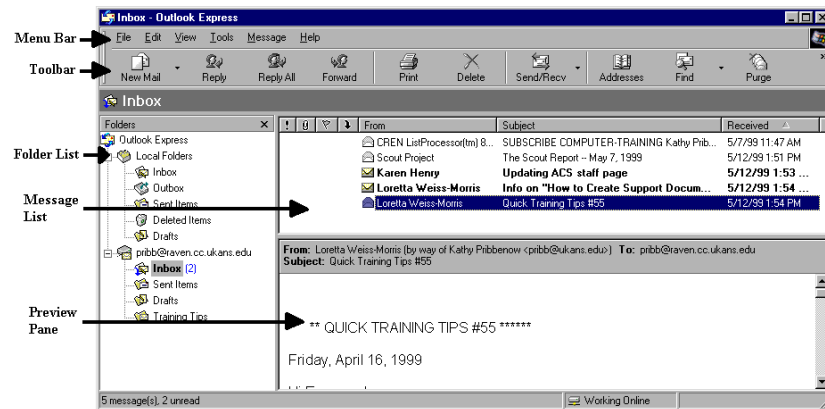 Inbox - Outlook Express
Menu Bar
File Edit View Tools Message Help
Toolbar
New Mail Reply Reply All Forward Print Delete Send/Recv Addresses Find Purge
Inbox
Folders
! From Subject Received
Outlook Express
CREN ListProcessor(tm) 8... SUBSCRIBE COMPUTER-TRAINING Kathy Prib... 5/7/99 11:47 AM
Folder List
Local Folders
Scout Project The Scout Report -- May 7, 1999 5/12/99 1:51 PM
Inbox
Karen Henry Updating ACS staff page 5/12/99 1:53 ...
Outbox
Loretta Weiss-Morris Info on "How to Create Support Docum... 5/12/99 1:54 ...
Message List
Sent Items
Loretta Weiss-Morris Quick Training Tips #55 5/12/99 1:54 PM
Deleted Items
Drafts
pribb@raven.cc.ukans.edu
Inbox (2)
Sent Items
Drafts
Training Tips
From: Loretta Weiss-Morris (by way of Kathy Pribbenow <pribb@ukans.edu>) To: pribb@raven.cc.ukans.edu
Subject: Quick Training Tips #55
Preview Pane
** QUICK TRAINING TIPS #55 ******
Friday, April 16, 1999
5 message(s), 2 unread
Working Online